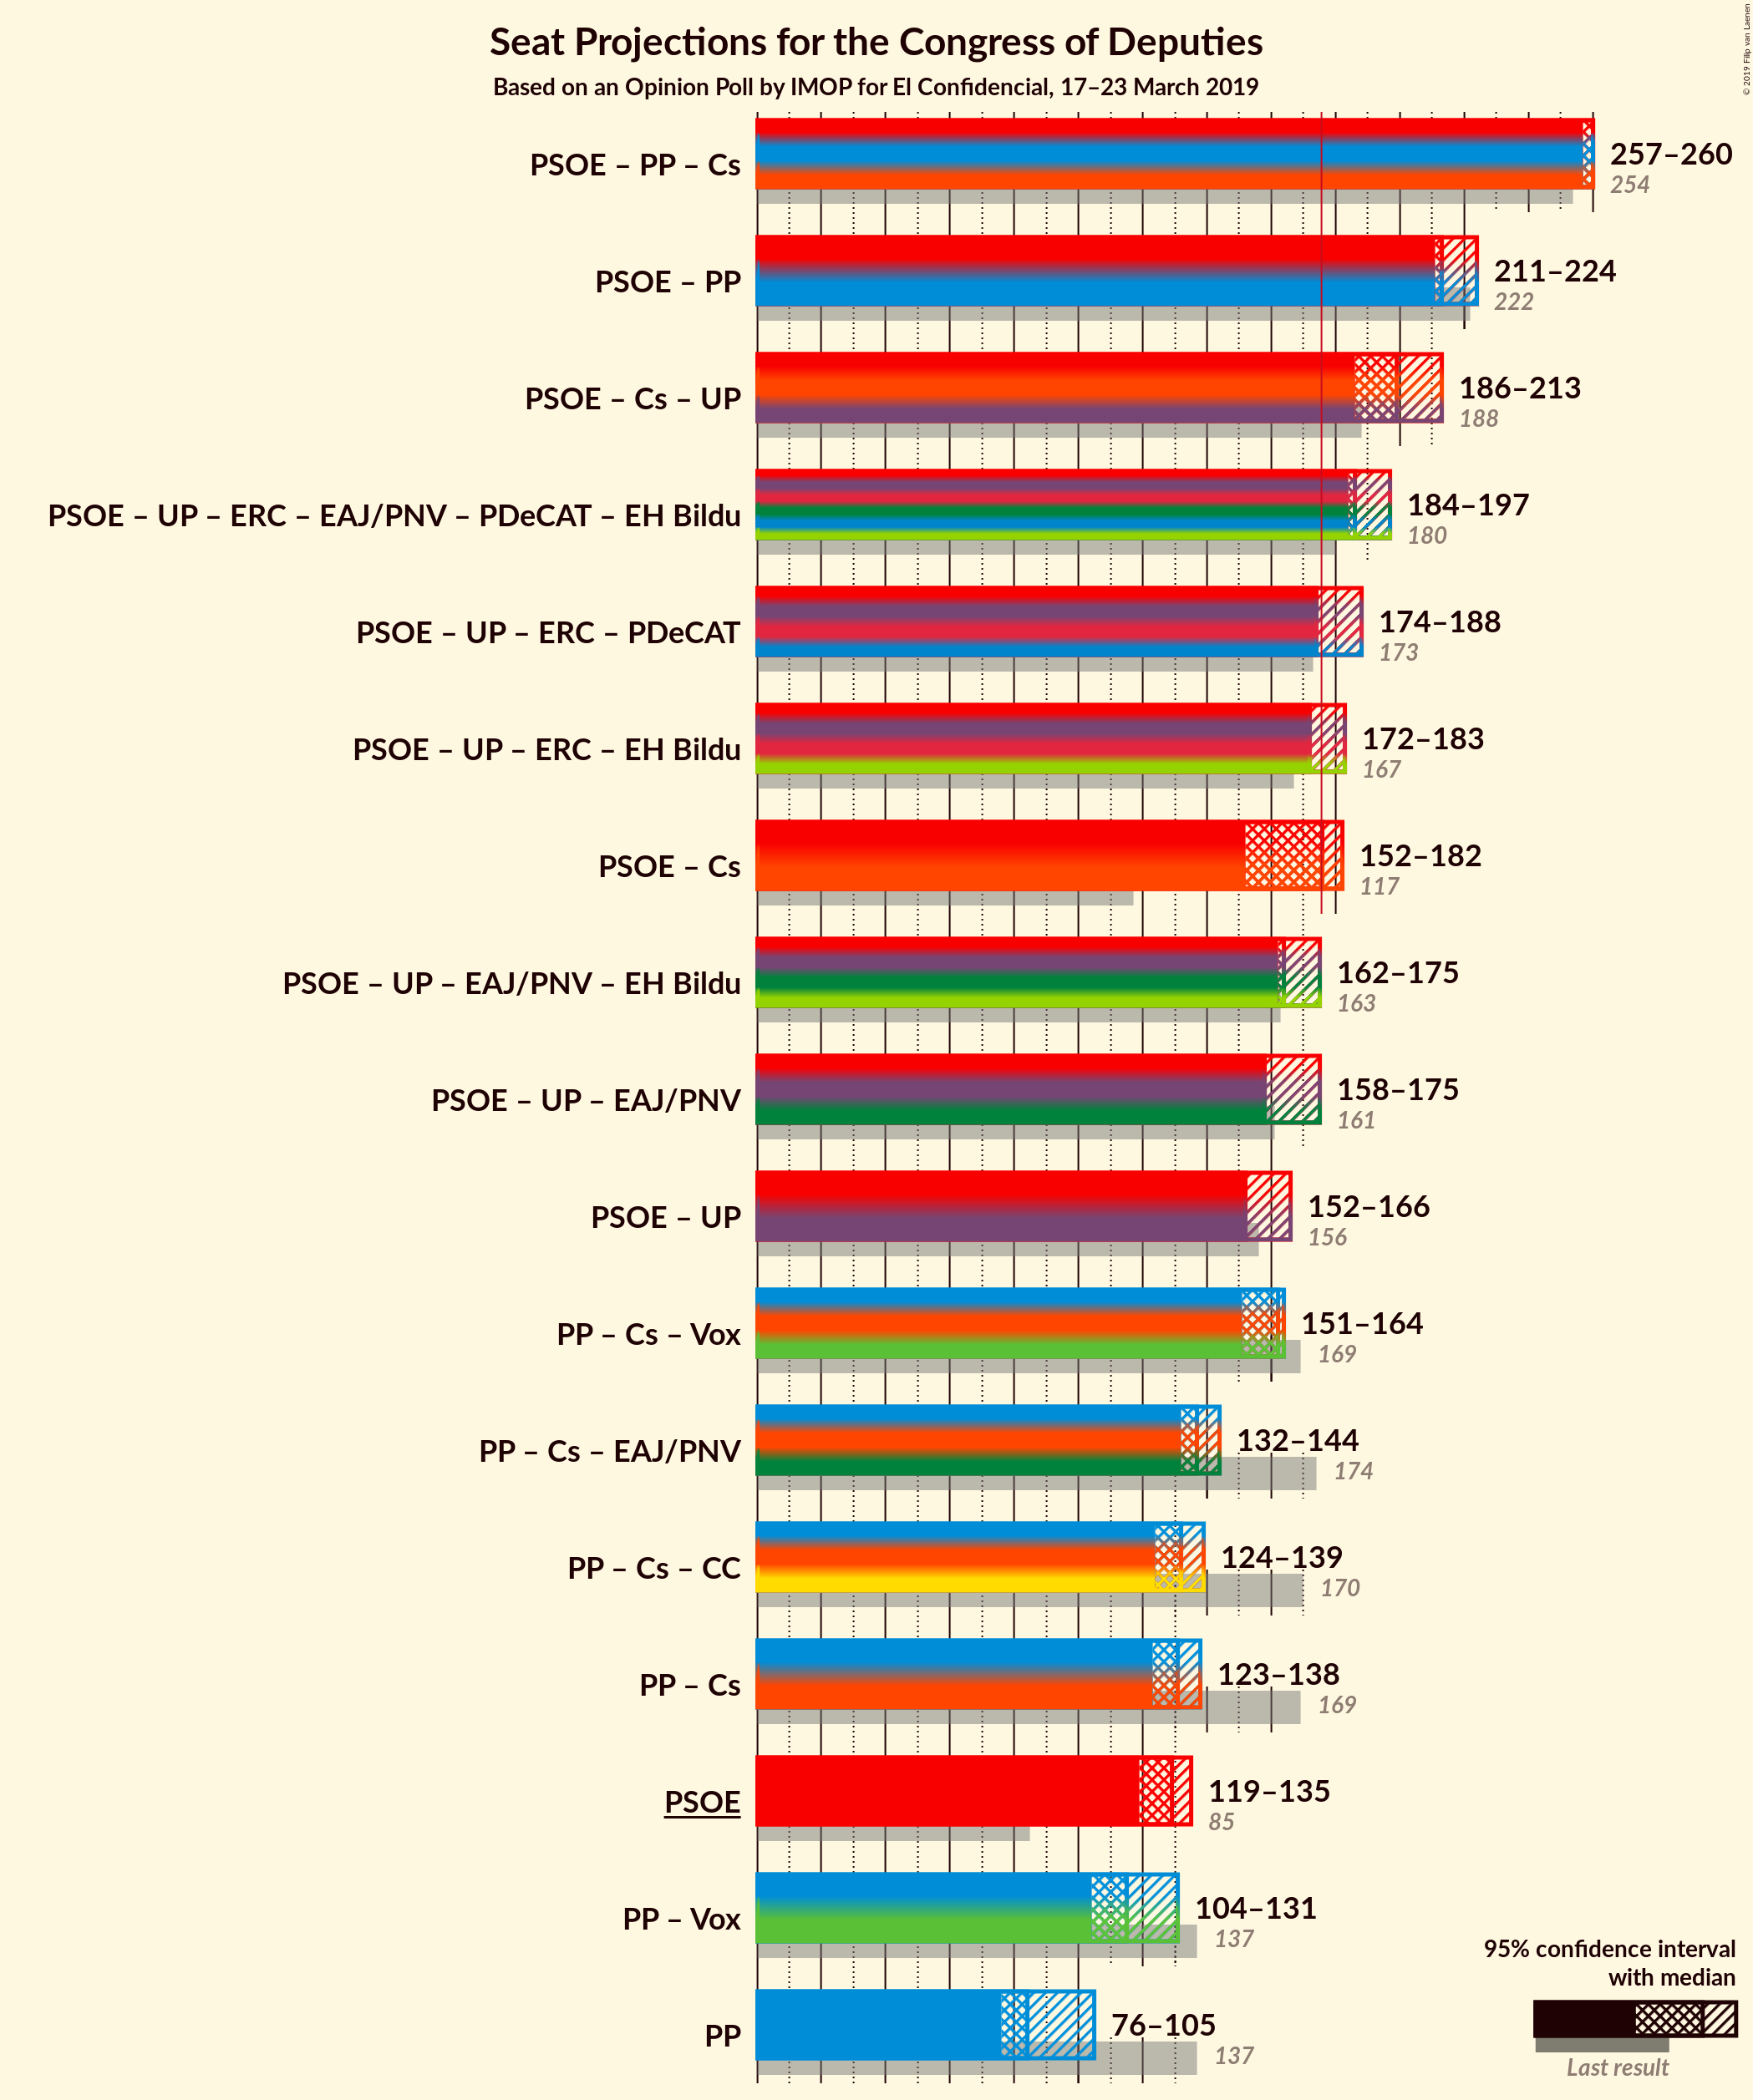 Seat Projections for the Congress of Deputies
Based on an Opinion Poll by IMOP for El Confidencial, 17–23 March 2019
© 2019 Filip van Laenen
PSOE – PP – Cs
257–260
254
PSOE – PP
211–224
222
PSOE – Cs – UP
186–213
188
PSOE – UP – ERC – EAJ/PNV – PDeCAT – EH Bildu
184–197
180
PSOE – UP – ERC – PDeCAT
174–188
173
PSOE – UP – ERC – EH Bildu
172–183
167
PSOE – Cs
152–182
117
PSOE – UP – EAJ/PNV – EH Bildu
162–175
163
PSOE – UP – EAJ/PNV
158–175
161
PSOE – UP
152–166
156
PP – Cs – Vox
151–164
169
PP – Cs – EAJ/PNV
132–144
174
PP – Cs – CC
124–139
170
PP – Cs
123–138
169
PSOE
119–135
85
PP – Vox
104–131
137
PP
76–105
137
95% confidence interval
with median
Last result